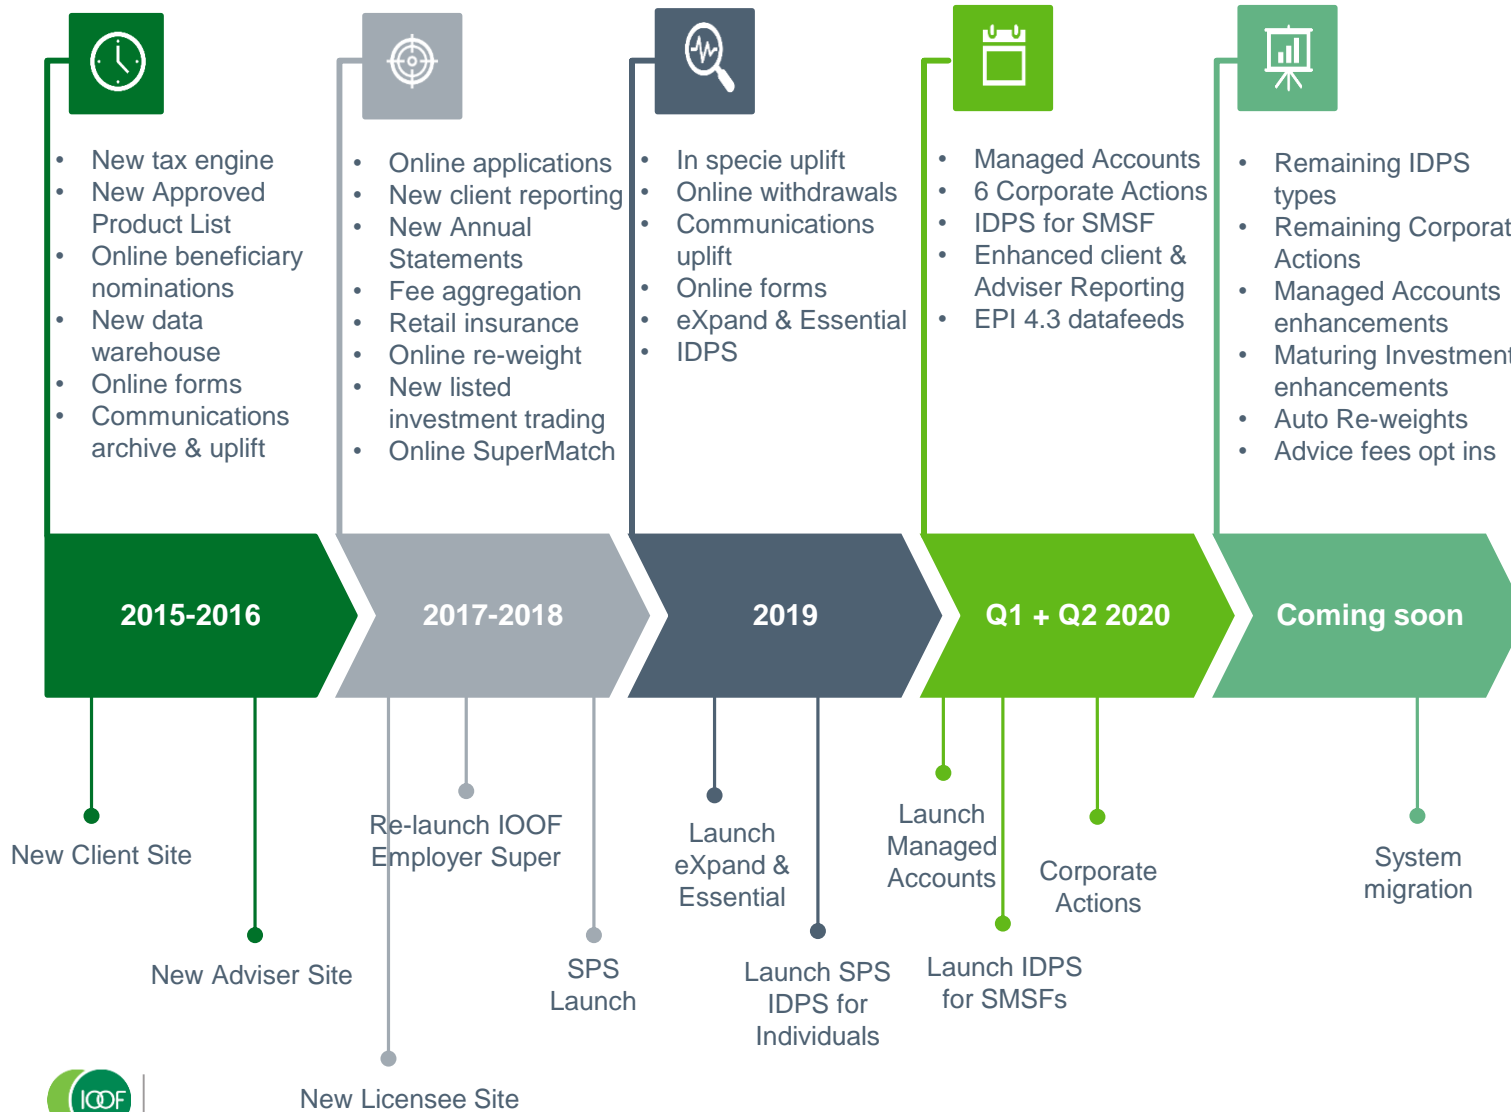 • New tax engine
• New Approved
Product List
• Online beneficiary
nominations
• New data
warehouse
• Online forms
• Communications
archive & uplift
• Online applications
• New client reporting
• New Annual
Statements
• Fee aggregation
• Retail insurance
• Online re-weight
• New listed
investment trading
• Online SuperMatch
• In specie uplift
• Online withdrawals
• Communications
uplift
• Online forms
• eXpand & Essential
• IDPS
• Managed Accounts
• 6 Corporate Actions
• IDPS for SMSF
• Enhanced client &
Adviser Reporting
• EPI 4.3 datafeeds
• Remaining IDPS
types
• Remaining Corporat
Actions
• Managed Accounts
enhancements
• Maturing Investment
enhancements
• Auto Re-weights
• Advice fees opt ins
2015-2016
2017-2018
2019
Q1 + Q2 2020
Coming soon
New Client Site
New Adviser Site
Re-launch IOOF
Employer Super
New Licensee Site
SPS
Launch
Launch
eXpand &
Essential
Launch SPS
IDPS for
Individuals
Launch
Managed
Accounts
Launch IDPS
for SMSFs
Corporate
Actions
System
migration
IOOF